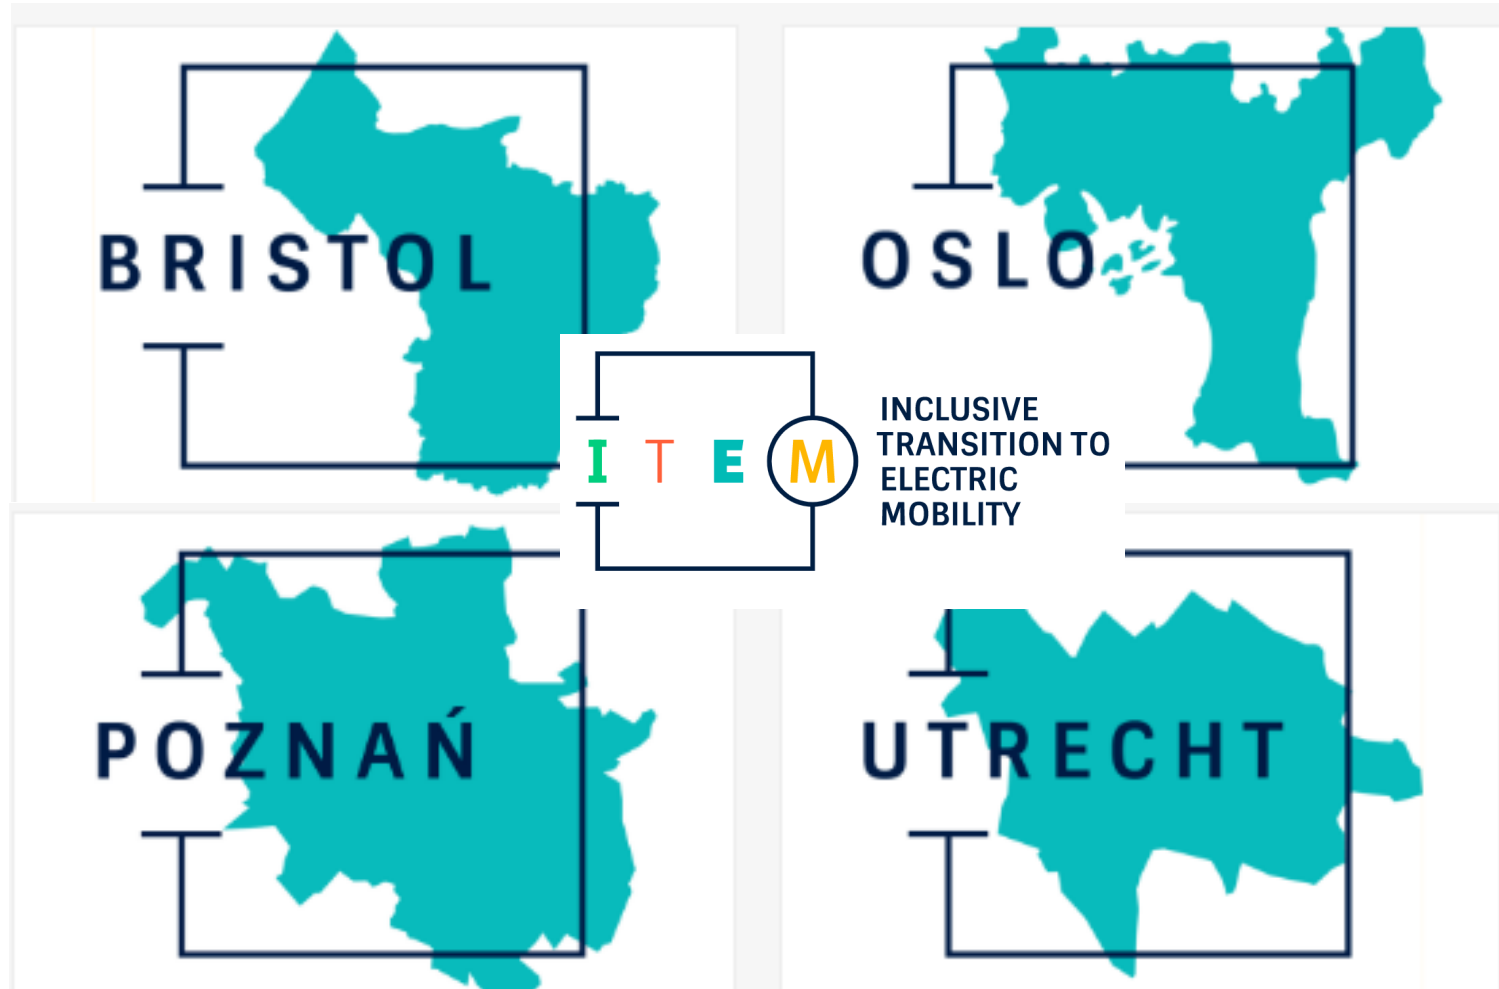 BRISTOL
OSLO
I T E M
INCLUSIVE
TRANSITION TO
ELECTRIC
MOBILITY
POZNAŃ
UTRECHT